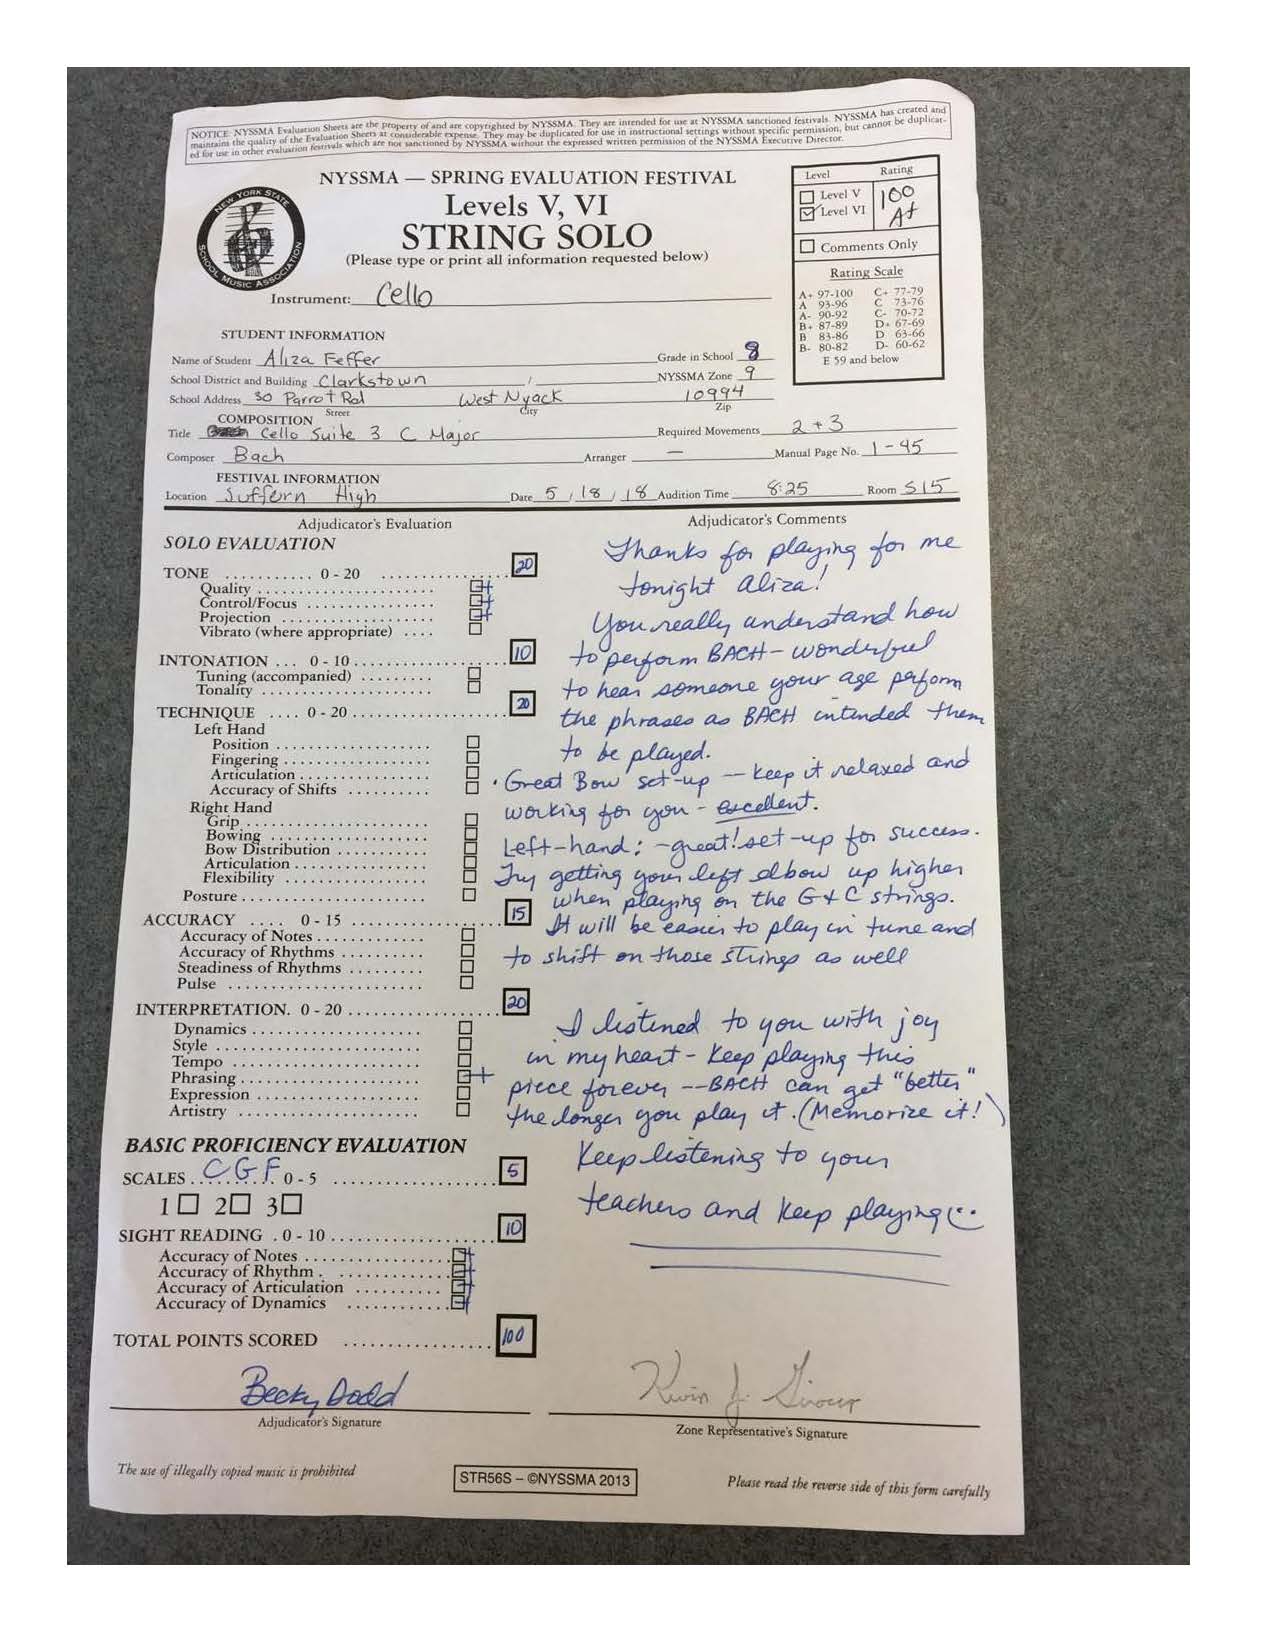 NOTICE: NYSSMA Evaluation Sheets are the property of and are copyrighted by NYSSMA. They are intended for use at NYSSMA sanctioned festivals. NYSSMA has created and
maintains the quality of the Evaluation Sheets at considerable expense. They may be duplicated for use in instructional settings without specific permission, but cannot be duplicat-
ed for use in other evaluation festivals which are not sanctioned by NYSSMA without the expressed written permission of the NYSSMA Executive Director.
NYSSMA — SPRING EVALUATION FESTIVAL
Levels V, VI
STRING SOLO
(Please type or print all information requested below)
NEW YORK STATE SCHOOL MUSIC ASSOCIATION
Level Rating
Level V 100
Level VI A+
Comments Only
Rating Scale
A+ 97-100 C+ 77-79
A 93-96 C 73-76
A- 90-92 C- 70-72
B+ 87-89 D+ 67-69
B 83-86 D 63-66
B- 80-82 D- 60-62
E 59 and below
Instrument: Cello
STUDENT INFORMATION
Name of Student Aliza Feffer Grade in School 8
School District and Building Clarkstown / NYSSMA Zone 9
School Address 30 Parrot Rd West Nyack 10994
Street City Zip
COMPOSITION
Title Cello Suite 3 C Major Required Movements 2 + 3
Composer Bach Arranger — Manual Page No. 1-45
FESTIVAL INFORMATION
Location Suffern High Date 5 / 18 / 18 Audition Time 8:25 Room S15
Adjudicator's Evaluation
SOLO EVALUATION
TONE ........... 0 - 20 ............... 20
Quality +
Control/Focus +
Projection +
Vibrato (where appropriate)
INTONATION ... 0 - 10 ............... 10
Tuning (accompanied)
Tonality
TECHNIQUE .... 0 - 20 ............... 20
Left Hand
Position
Fingering
Articulation
Accuracy of Shifts
Right Hand
Grip
Bowing
Bow Distribution
Articulation
Flexibility
Posture
ACCURACY .... 0 - 15 ............... 15
Accuracy of Notes
Accuracy of Rhythms
Steadiness of Rhythms
Pulse
INTERPRETATION. 0 - 20 ............... 20
Dynamics
Style
Tempo
Phrasing +
Expression
Artistry
BASIC PROFICIENCY EVALUATION
SCALES C G F 0 - 5 ............... 5
1 2 3
SIGHT READING . 0 - 10 ............... 10
Accuracy of Notes +
Accuracy of Rhythm +
Accuracy of Articulation +
Accuracy of Dynamics +
TOTAL POINTS SCORED ............... 100
Adjudicator's Comments
Thanks for playing for me
tonight Aliza!
You really understand how
to perform BACH - wonderful
to hear someone your age perform
the phrases as BACH intended them
to be played.
• Great Bow set-up -- keep it relaxed and
working for you - excellent.
Left-hand: - great! set-up for success.
Try getting your left elbow up higher
when playing on the G + C strings.
It will be easier to play in tune and
to shift on those strings as well
I listened to you with joy
in my heart - Keep playing this
piece forever -- BACH can get "better"
the longer you play it. (Memorize it!)
Keep listening to your
teachers and keep playing
Becky Dodd
Adjudicator's Signature
Kevin J.
Zone Representative's Signature
The use of illegally copied music is prohibited
STR56S – ©NYSSMA 2013
Please read the reverse side of this form carefully